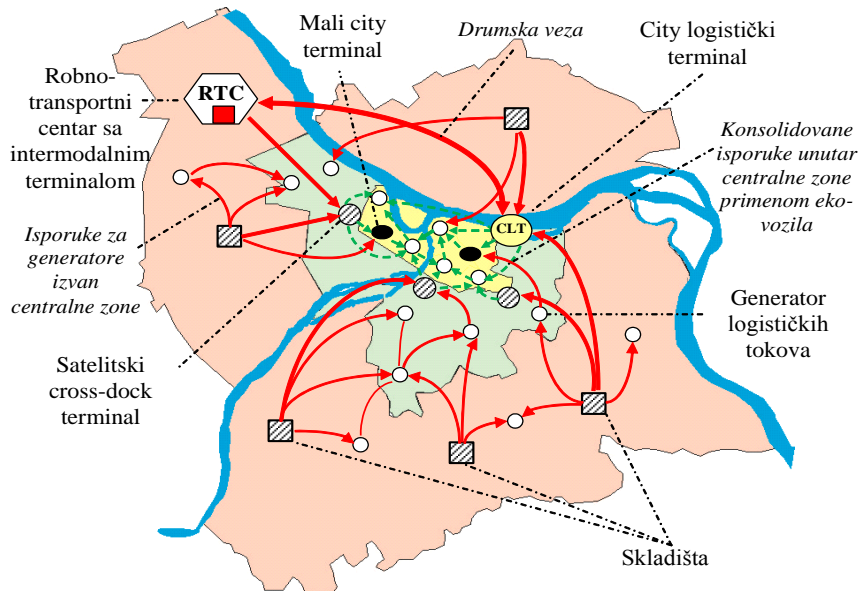 Mali city
terminal
Drumska veza
City logistički
terminal
Robno-
transportni
centar sa
intermodalnim
terminalom
RTC
Konsolidovane
isporuke unutar
centralne zone
primenom eko-
vozila
CLT
Isporuke za
generatore
izvan
centralne zone
Generator
logističkih
tokova
Satelitski
cross-dock
terminal
Skladišta